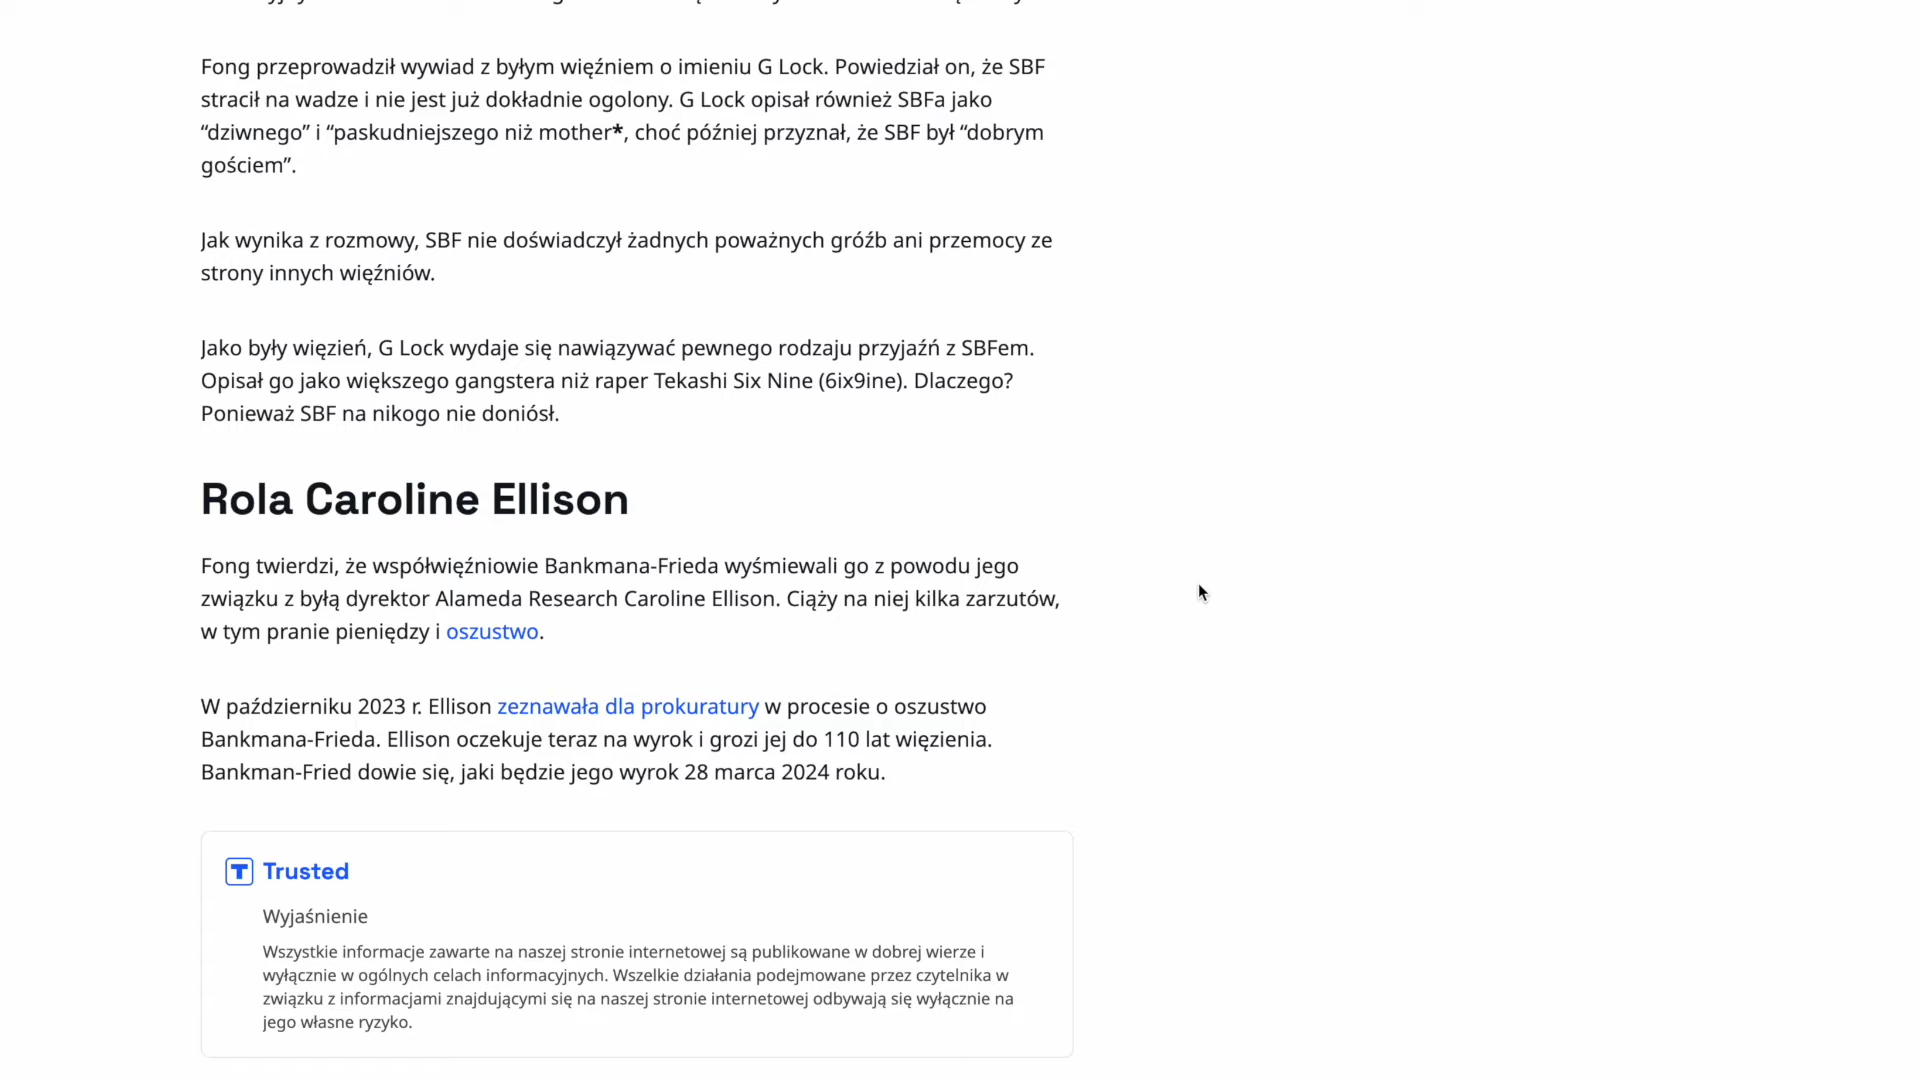 Fong przeprowadził wywiad z byłym więźniem o imieniu G Lock. Powiedział on, że SBF
stracił na wadze i nie jest już dokładnie ogolony. G Lock opisał również SBFa jako
“dziwnego” i “paskudniejszego niż mother*, choć później przyznał, że SBF był “dobrym
gościem”.
Jak wynika z rozmowy, SBF nie doświadczył żadnych poważnych gróźb ani przemocy ze
strony innych więźniów.
Jako były więzień, G Lock wydaje się nawiązywać pewnego rodzaju przyjaźń z SBFem.
Opisał go jako większego gangstera niż raper Tekashi Six Nine (6ix9ine). Dlaczego?
Ponieważ SBF na nikogo nie doniósł.
Rola Caroline Ellison
Fong twierdzi, że współwięźniowie Bankmana-Frieda wyśmiewali go z powodu jego
związku z byłą dyrektor Alameda Research Caroline Ellison. Ciąży na niej kilka zarzutów,
w tym pranie pieniędzy i oszustwo.
W październiku 2023 r. Ellison zeznawała dla prokuratury w procesie o oszustwo
Bankmana-Frieda. Ellison oczekuje teraz na wyrok i grozi jej do 110 lat więzienia.
Bankman-Fried dowie się, jaki będzie jego wyrok 28 marca 2024 roku.
Trusted
Wyjaśnienie
Wszystkie informacje zawarte na naszej stronie internetowej są publikowane w dobrej wierze i
wyłącznie w ogólnych celach informacyjnych. Wszelkie działania podejmowane przez czytelnika w
związku z informacjami znajdującymi się na naszej stronie internetowej odbywają się wyłącznie na
jego własne ryzyko.